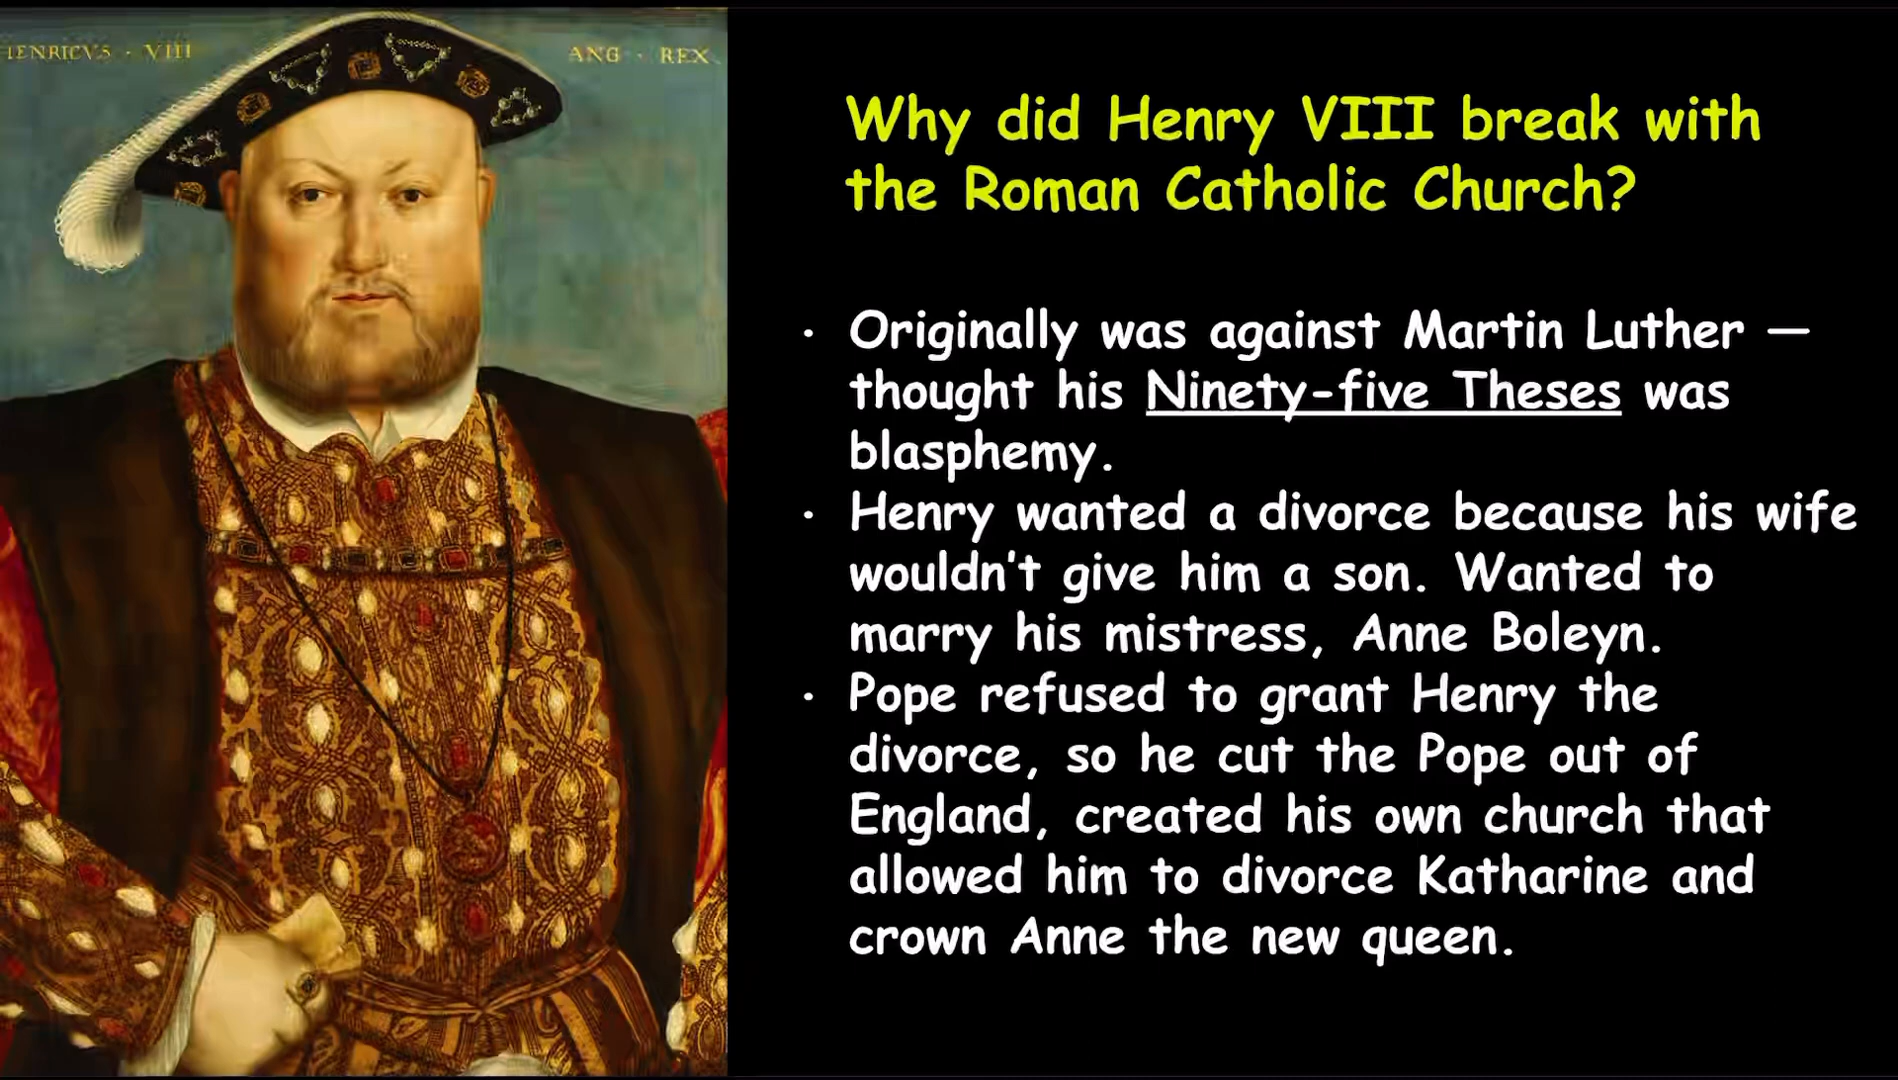 HENRICVS · VIII
ANG · REX
Why did Henry VIII break with
the Roman Catholic Church?
· Originally was against Martin Luther —
thought his Ninety-five Theses was
blasphemy.
· Henry wanted a divorce because his wife
wouldn't give him a son. Wanted to
marry his mistress, Anne Boleyn.
· Pope refused to grant Henry the
divorce, so he cut the Pope out of
England, created his own church that
allowed him to divorce Katharine and
crown Anne the new queen.